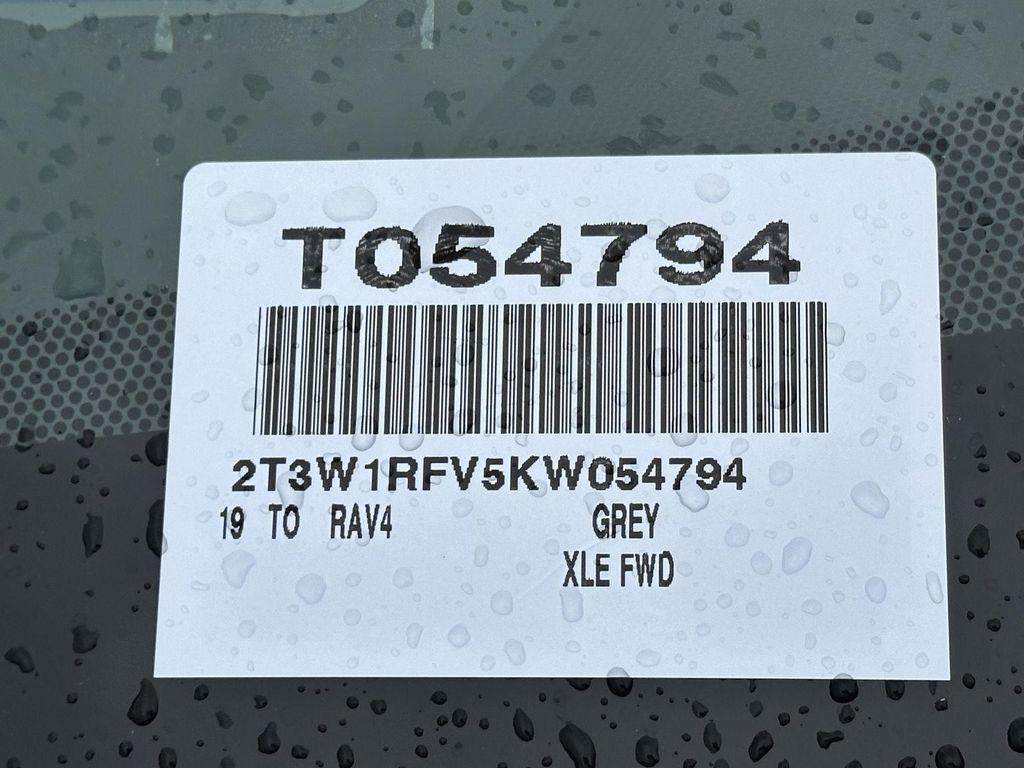 T054794
2T3W1RFV5KW054794
19 TO RAV4 GREY
XLE FWD